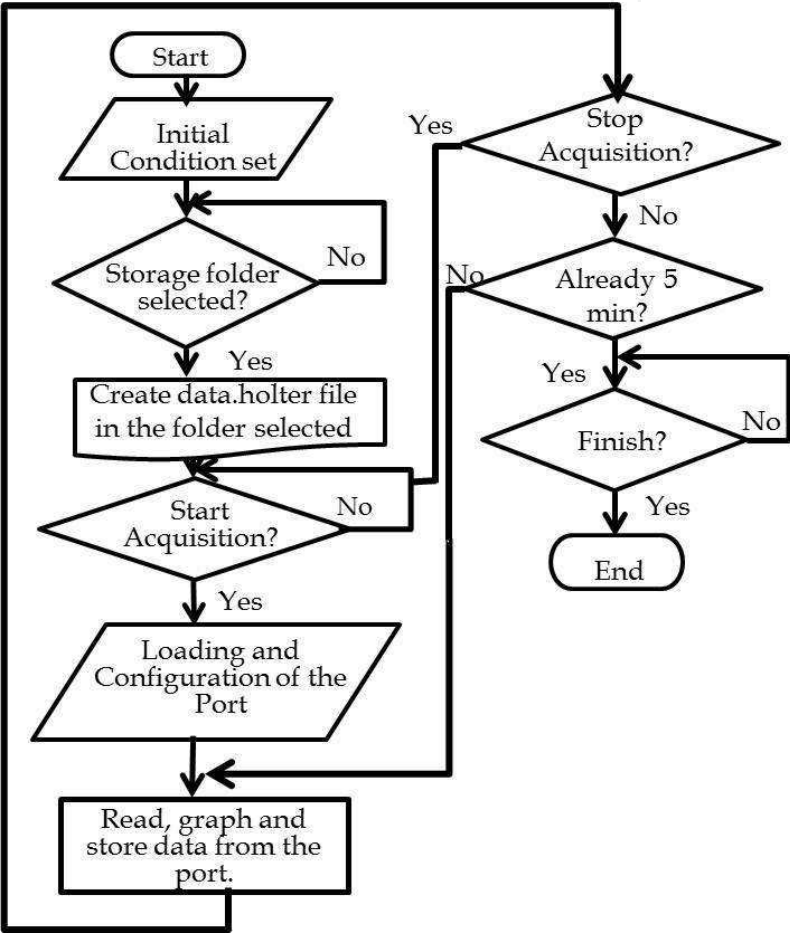 Start
Initial
Condition set
Storage folder
selected?
No
Yes
Create data.holter file
in the folder selected
Start
Acquisition?
No
Yes
Loading and
Configuration of the
Port
Read, graph and
store data from the
port.
Stop
Acquisition?
Yes
No
Already 5
min?
No
Yes
Finish?
No
Yes
End